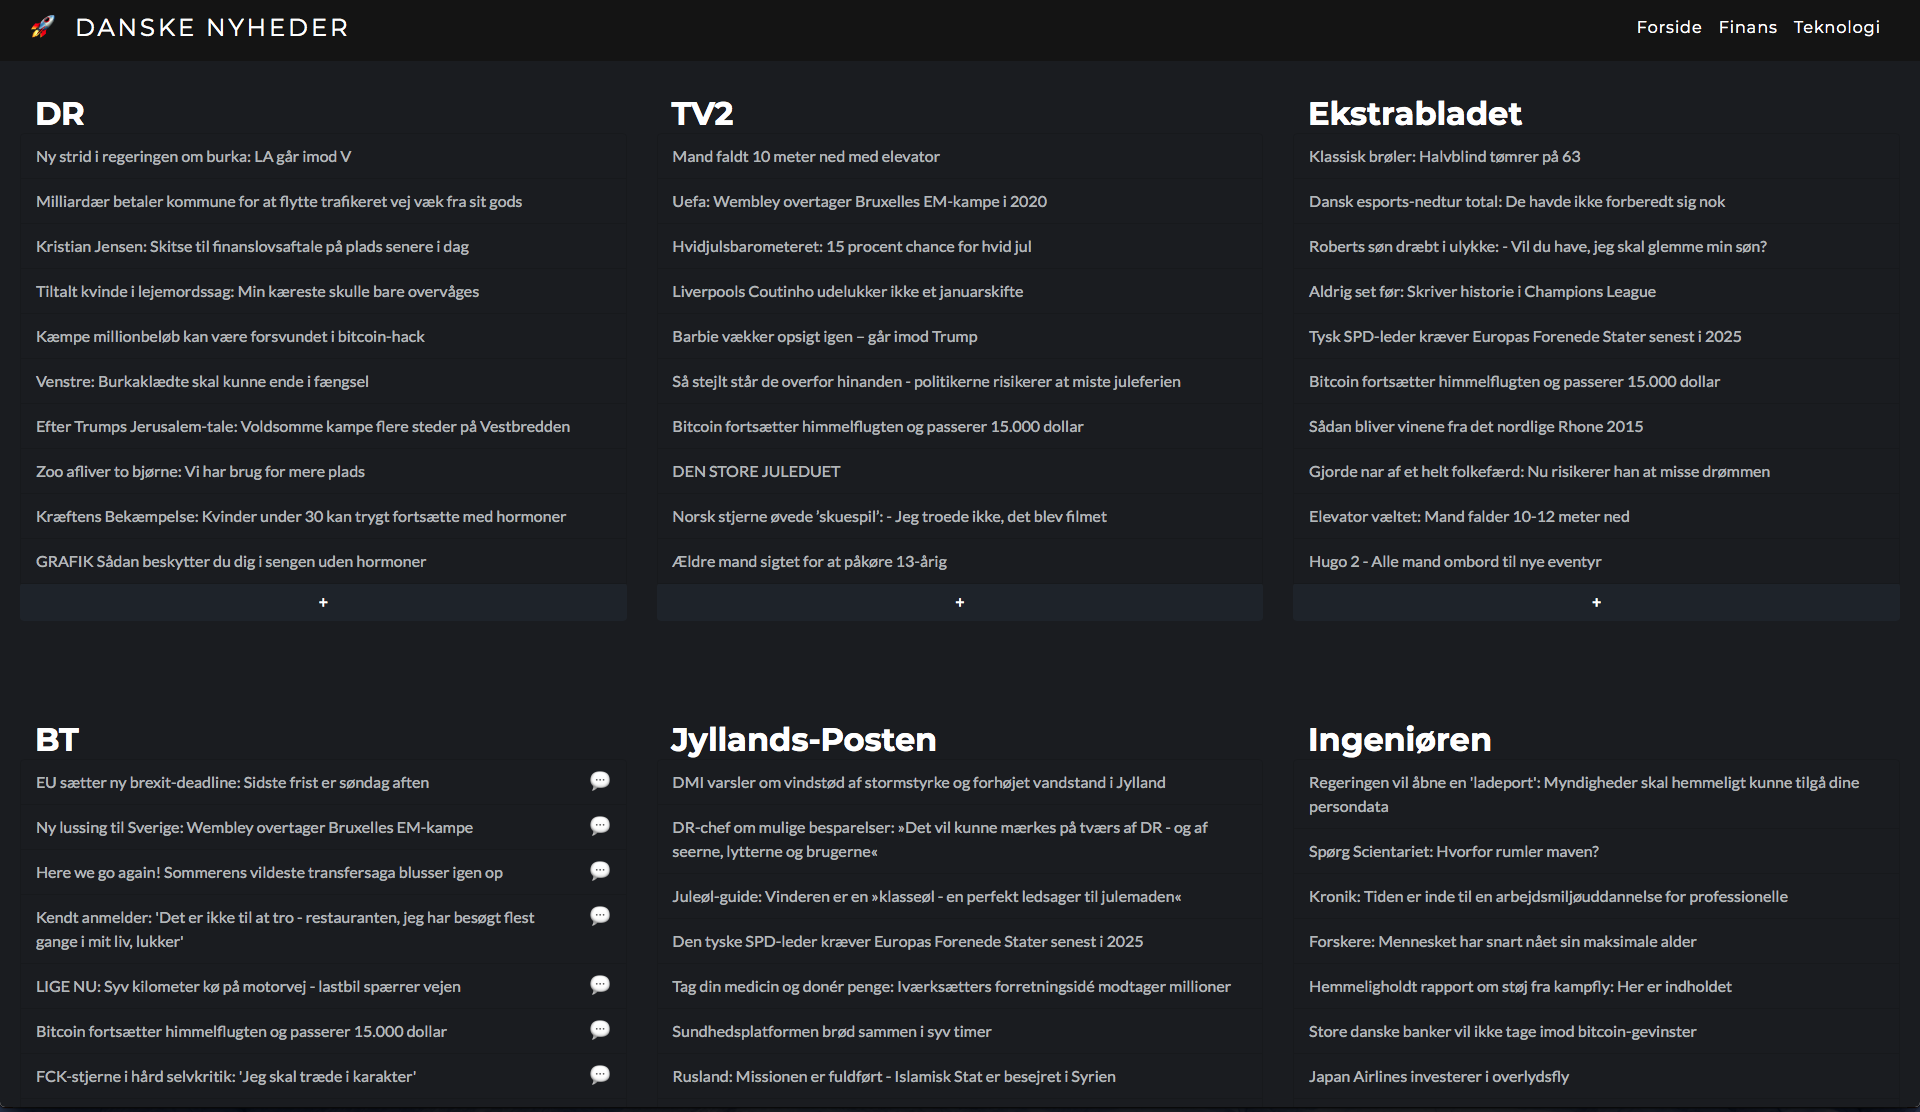 DANSKE NYHEDER
Forside Finans Teknologi
DR
Ny strid i regeringen om burka: LA går imod V
Milliardær betaler kommune for at flytte trafikeret vej væk fra sit gods
Kristian Jensen: Skitse til finanslovsaftale på plads senere i dag
Tiltalt kvinde i lejemordssag: Min kæreste skulle bare overvåges
Kæmpe millionbeløb kan være forsvundet i bitcoin-hack
Venstre: Burkaklædte skal kunne ende i fængsel
Efter Trumps Jerusalem-tale: Voldsomme kampe flere steder på Vestbredden
Zoo afliver to bjørne: Vi har brug for mere plads
Kræftens Bekæmpelse: Kvinder under 30 kan trygt fortsætte med hormoner
GRAFIK Sådan beskytter du dig i sengen uden hormoner
+
TV2
Mand faldt 10 meter ned med elevator
Uefa: Wembley overtager Bruxelles EM-kampe i 2020
Hvidjulsbarometeret: 15 procent chance for hvid jul
Liverpools Coutinho udelukker ikke et januarskifte
Barbie vækker opsigt igen – går imod Trump
Så stejlt står de overfor hinanden - politikerne risikerer at miste juleferien
Bitcoin fortsætter himmelflugten og passerer 15.000 dollar
DEN STORE JULEDUET
Norsk stjerne øvede ’skuespil’: - Jeg troede ikke, det blev filmet
Ældre mand sigtet for at påkøre 13-årig
+
Ekstrabladet
Klassisk brøler: Halvblind tømrer på 63
Dansk esports-nedtur total: De havde ikke forberedt sig nok
Roberts søn dræbt i ulykke: - Vil du have, jeg skal glemme min søn?
Aldrig set før: Skriver historie i Champions League
Tysk SPD-leder kræver Europas Forenede Stater senest i 2025
Bitcoin fortsætter himmelflugten og passerer 15.000 dollar
Sådan bliver vinene fra det nordlige Rhone 2015
Gjorde nar af et helt folkefærd: Nu risikerer han at misse drømmen
Elevator væltet: Mand falder 10-12 meter ned
Hugo 2 - Alle mand ombord til nye eventyr
+
BT
EU sætter ny brexit-deadline: Sidste frist er søndag aften
Ny lussing til Sverige: Wembley overtager Bruxelles EM-kampe
Here we go again! Sommerens vildeste transfersaga blusser igen op
Kendt anmelder: 'Det er ikke til at tro - restauranten, jeg har besøgt flest
gange i mit liv, lukker'
LIGE NU: Syv kilometer kø på motorvej - lastbil spærrer vejen
Bitcoin fortsætter himmelflugten og passerer 15.000 dollar
FCK-stjerne i hård selvkritik: 'Jeg skal træde i karakter'
Jyllands-Posten
DMI varsler om vindstød af stormstyrke og forhøjet vandstand i Jylland
DR-chef om mulige besparelser: »Det vil kunne mærkes på tværs af DR - og af
seerne, lytterne og brugerne«
Juleøl-guide: Vinderen er en »klasseøl - en perfekt ledsager til julemaden«
Den tyske SPD-leder kræver Europas Forenede Stater senest i 2025
Tag din medicin og donér penge: Iværksætters forretningsidé modtager millioner
Sundhedsplatformen brød sammen i syv timer
Rusland: Missionen er fuldført - Islamisk Stat er besejret i Syrien
Ingeniøren
Regeringen vil åbne en 'ladeport': Myndigheder skal hemmeligt kunne tilgå dine
persondata
Spørg Scientariet: Hvorfor rumler maven?
Kronik: Tiden er inde til en arbejdsmiljøuddannelse for professionelle
Forskere: Mennesket har snart nået sin maksimale alder
Hemmeligholdt rapport om støj fra kampfly: Her er indholdet
Store danske banker vil ikke tage imod bitcoin-gevinster
Japan Airlines investerer i overlydsfly